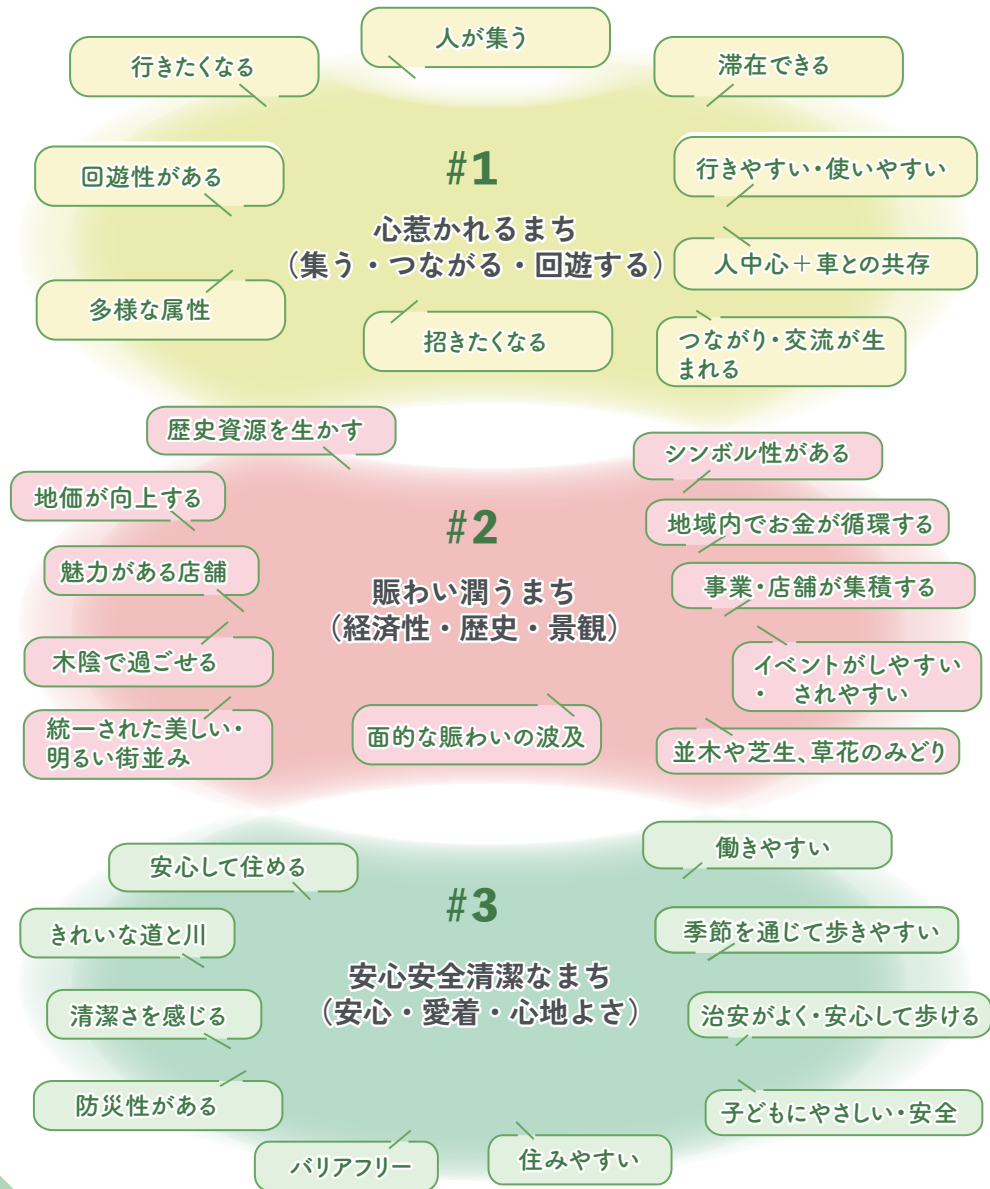 人が集う
行きたくなる
滞在できる
#1
回遊性がある
行きやすい・使いやすい
心惹かれるまち
（集う・つながる・回遊する）
人中心＋車との共存
多様な属性
招きたくなる
つながり・交流が生
まれる
歴史資源を生かす
シンボル性がある
地価が向上する
地域内でお金が循環する
#2
魅力がある店舗
事業・店舗が集積する
賑わい潤うまち
（経済性・歴史・景観）
木陰で過ごせる
イベントがしやすい
・　されやすい
統一された美しい・
明るい街並み
面的な賑わいの波及
並木や芝生、草花のみどり
働きやすい
安心して住める
#3
きれいな道と川
季節を通じて歩きやすい
安心安全清潔なまち
（安心・愛着・心地よさ）
清潔さを感じる
治安がよく・安心して歩ける
防災性がある
子どもにやさしい・安全
バリアフリー
住みやすい